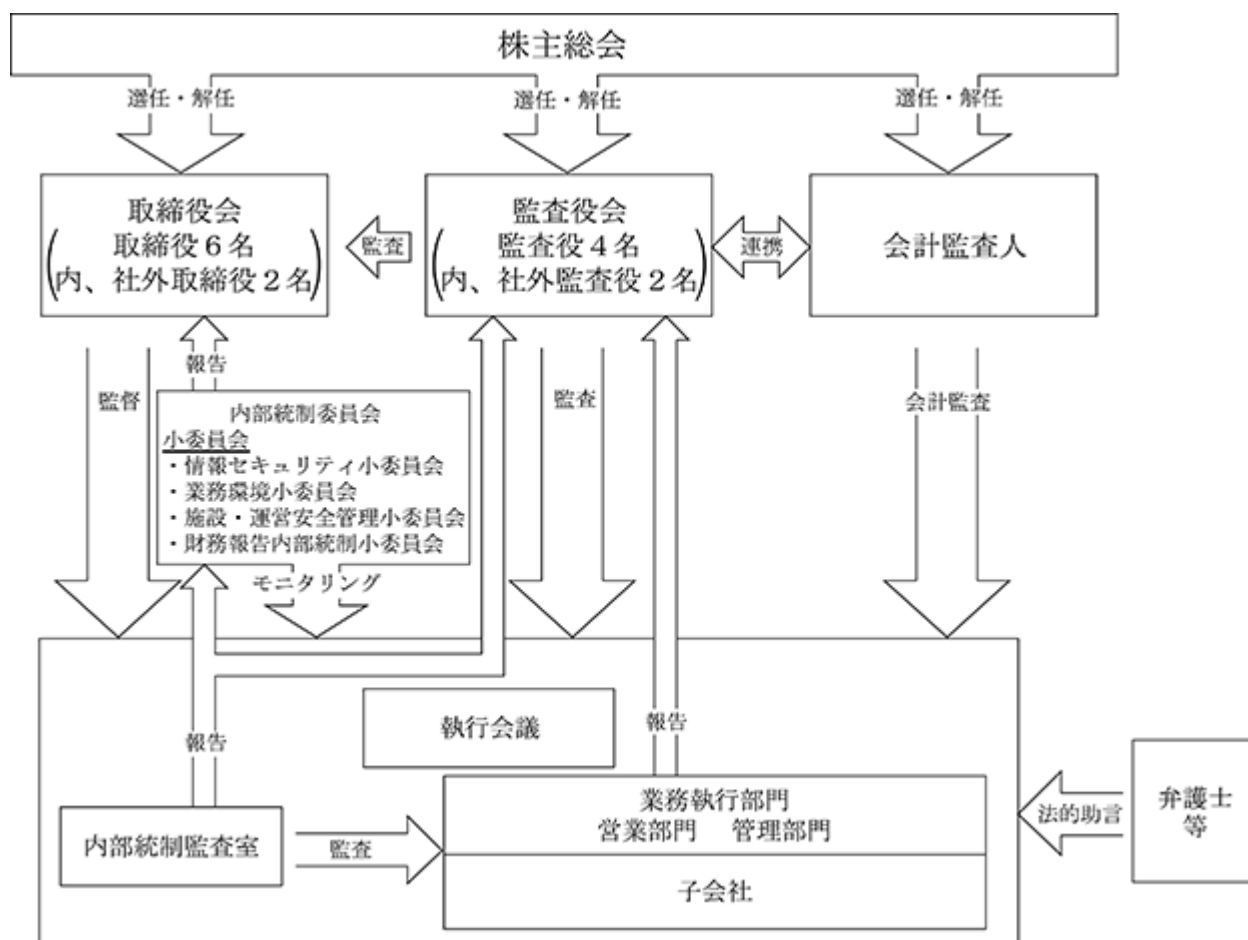 株主総会
選任・解任
選任・解任
選任・解任
取締役会
取締役6名
(内、社外取締役2名)
監査
監査役会
監査役4名
(内、社外監査役2名)
連携
会計監査人
報告
監督
内部統制委員会
小委員会
・情報セキュリティ小委員会
・業務環境小委員会
・施設・運営安全管理小委員会
・財務報告内部統制小委員会
監査
会計監査
モニタリング
執行会議
報告
報告
業務執行部門
営業部門 管理部門
子会社
内部統制監査室
監査
法的助言
弁護士
等